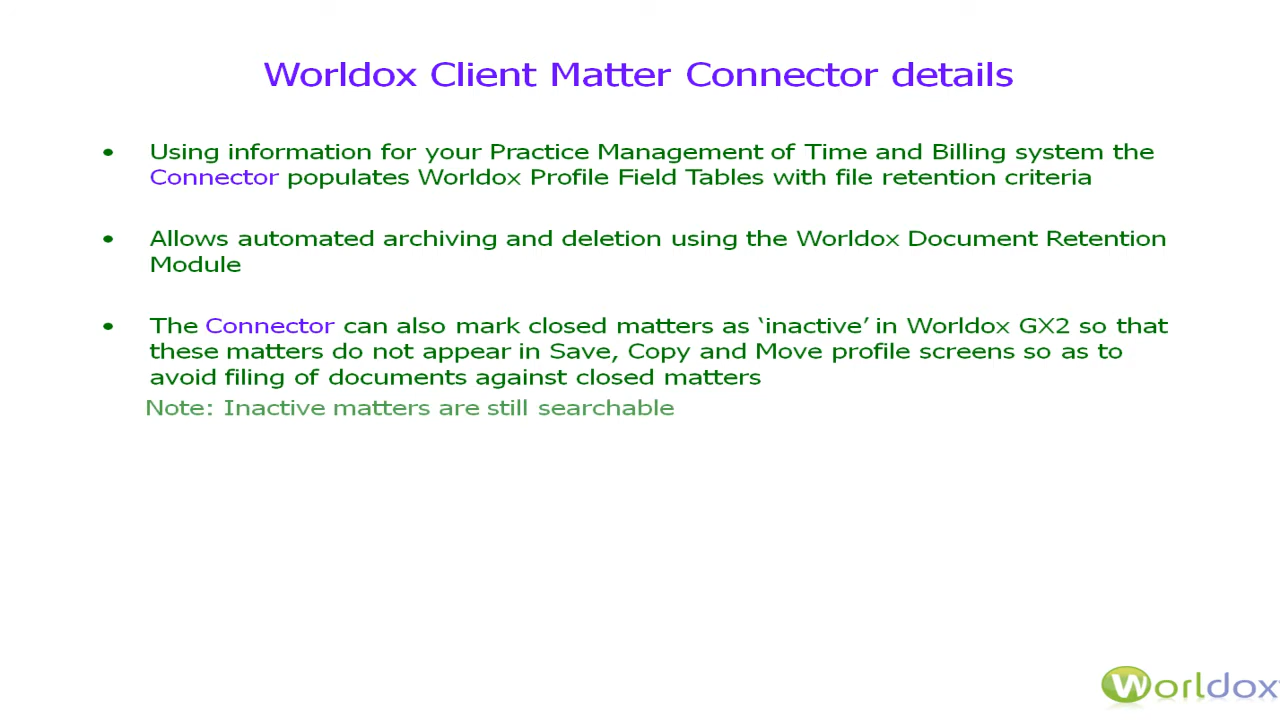 Worldox Client Matter Connector details
• Using information for your Practice Management of Time and Billing system the
Connector populates Worldox Profile Field Tables with file retention criteria
• Allows automated archiving and deletion using the Worldox Document Retention
Module
• The Connector can also mark closed matters as ‘inactive’ in Worldox GX2 so that
these matters do not appear in Save, Copy and Move profile screens so as to
avoid filing of documents against closed matters
Note: Inactive matters are still searchable
Worldox